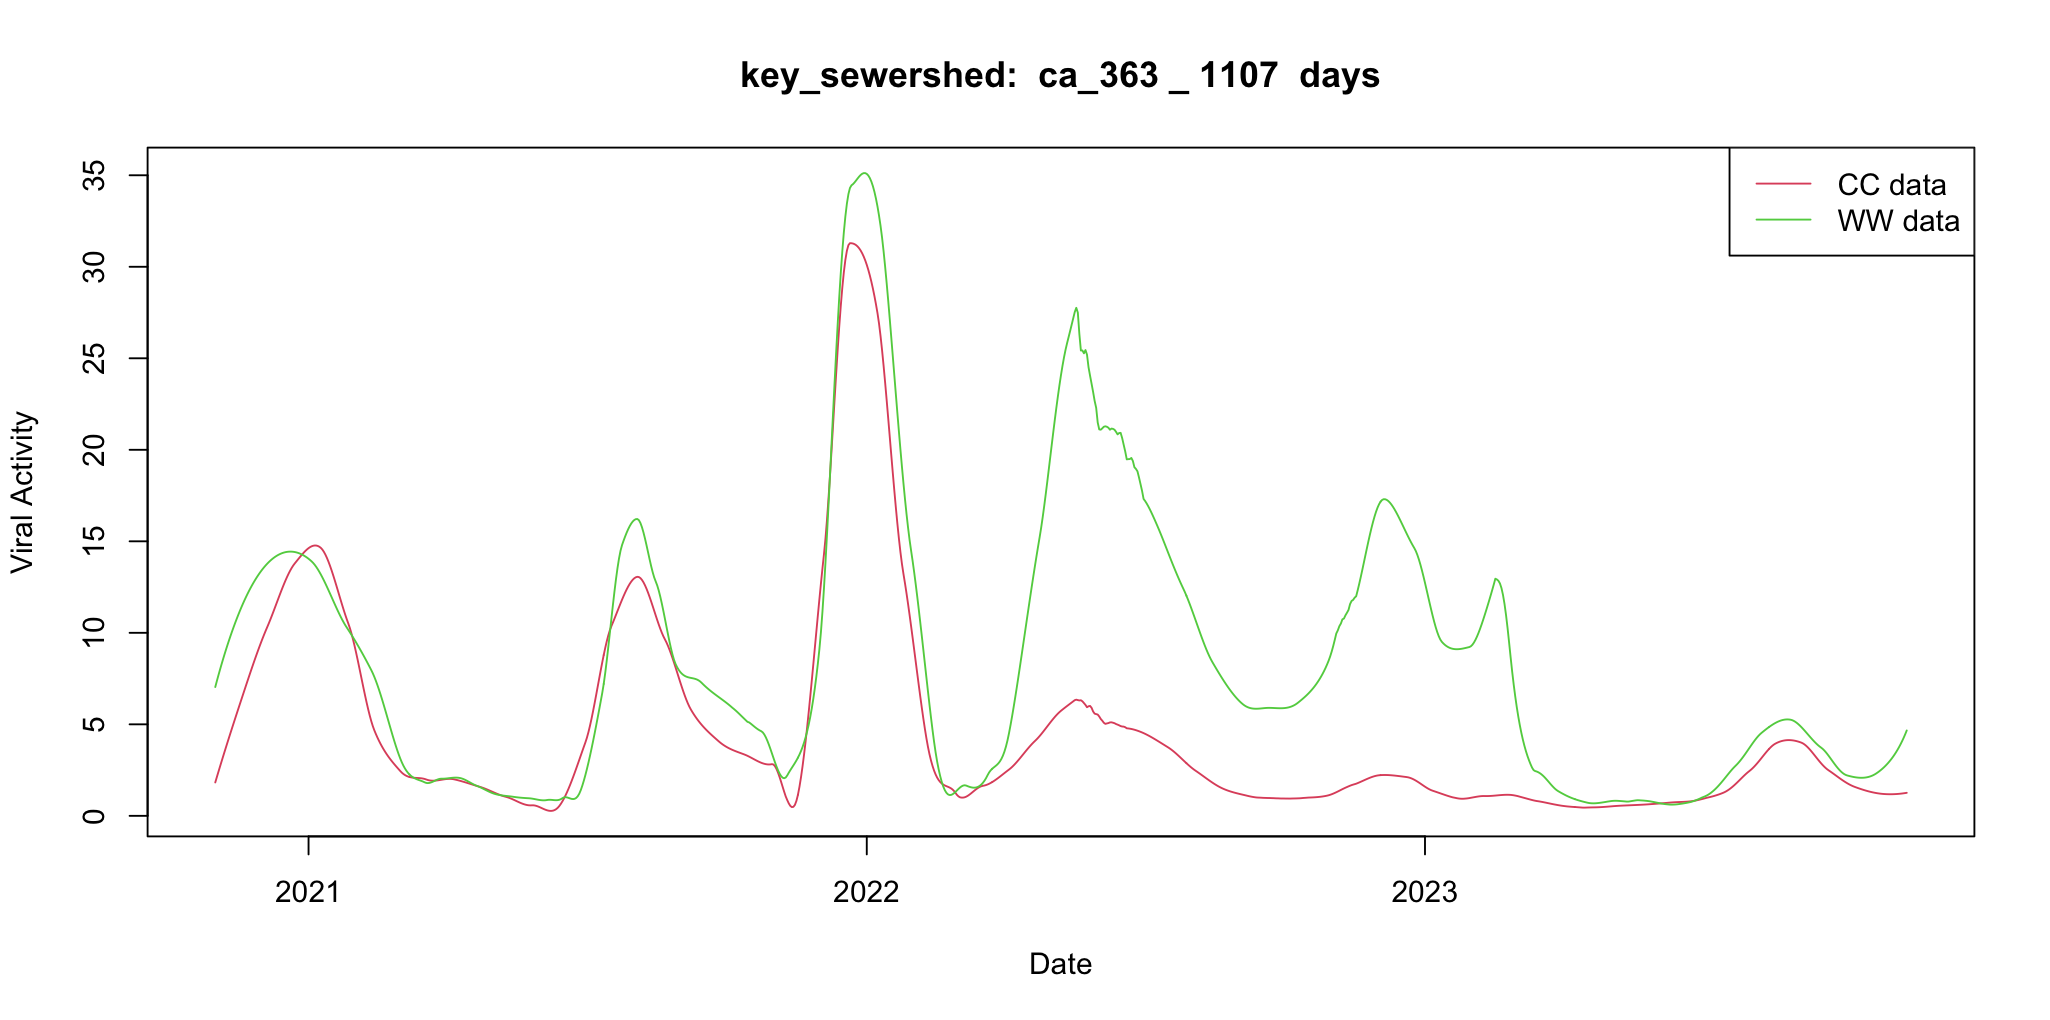 key_sewershed:  ca_363 _ 1107  days
CC data
WW data
35
30
25
20
15
10
5
0
Viral Activity
2021
2022
2023
Date